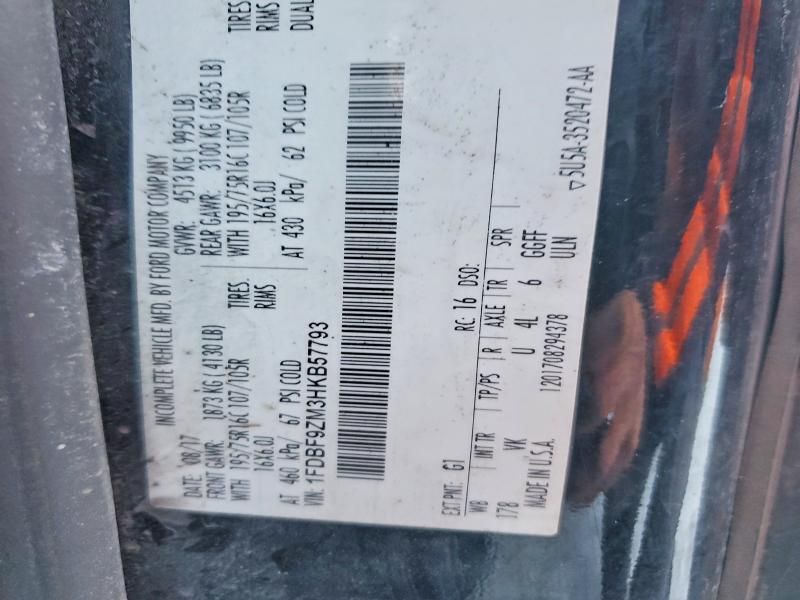 INCOMPLETE VEHICLE MFD. BY FORD MOTOR COMPANY
DATE: 08/17 GVWR: 4513 KG ( 9950 LB)
FRONT GAWR: 1873 KG ( 4130 LB) REAR GAWR: 3100 KG ( 6835 LB)
WITH 195/75R16C 107/105R TIRES. WITH 195/75R16C 107/105R TIRES
16X6.0J RIMS 16X6.0J RIMS
AT 460 kPa/ 67 PSI COLD AT 430 kPa/ 62 PSI COLD DUAL
VIN: 1FDBF9ZM3HKB57793
EXT PNT: G1 RC: 16 DSO:
WB INT TR TP/PS R AXLE TR SPR
178 VK U 4L 6 GGFF
MADE IN U.S.A. ULN
1201708294378 ▽5U5A-3520472-AA